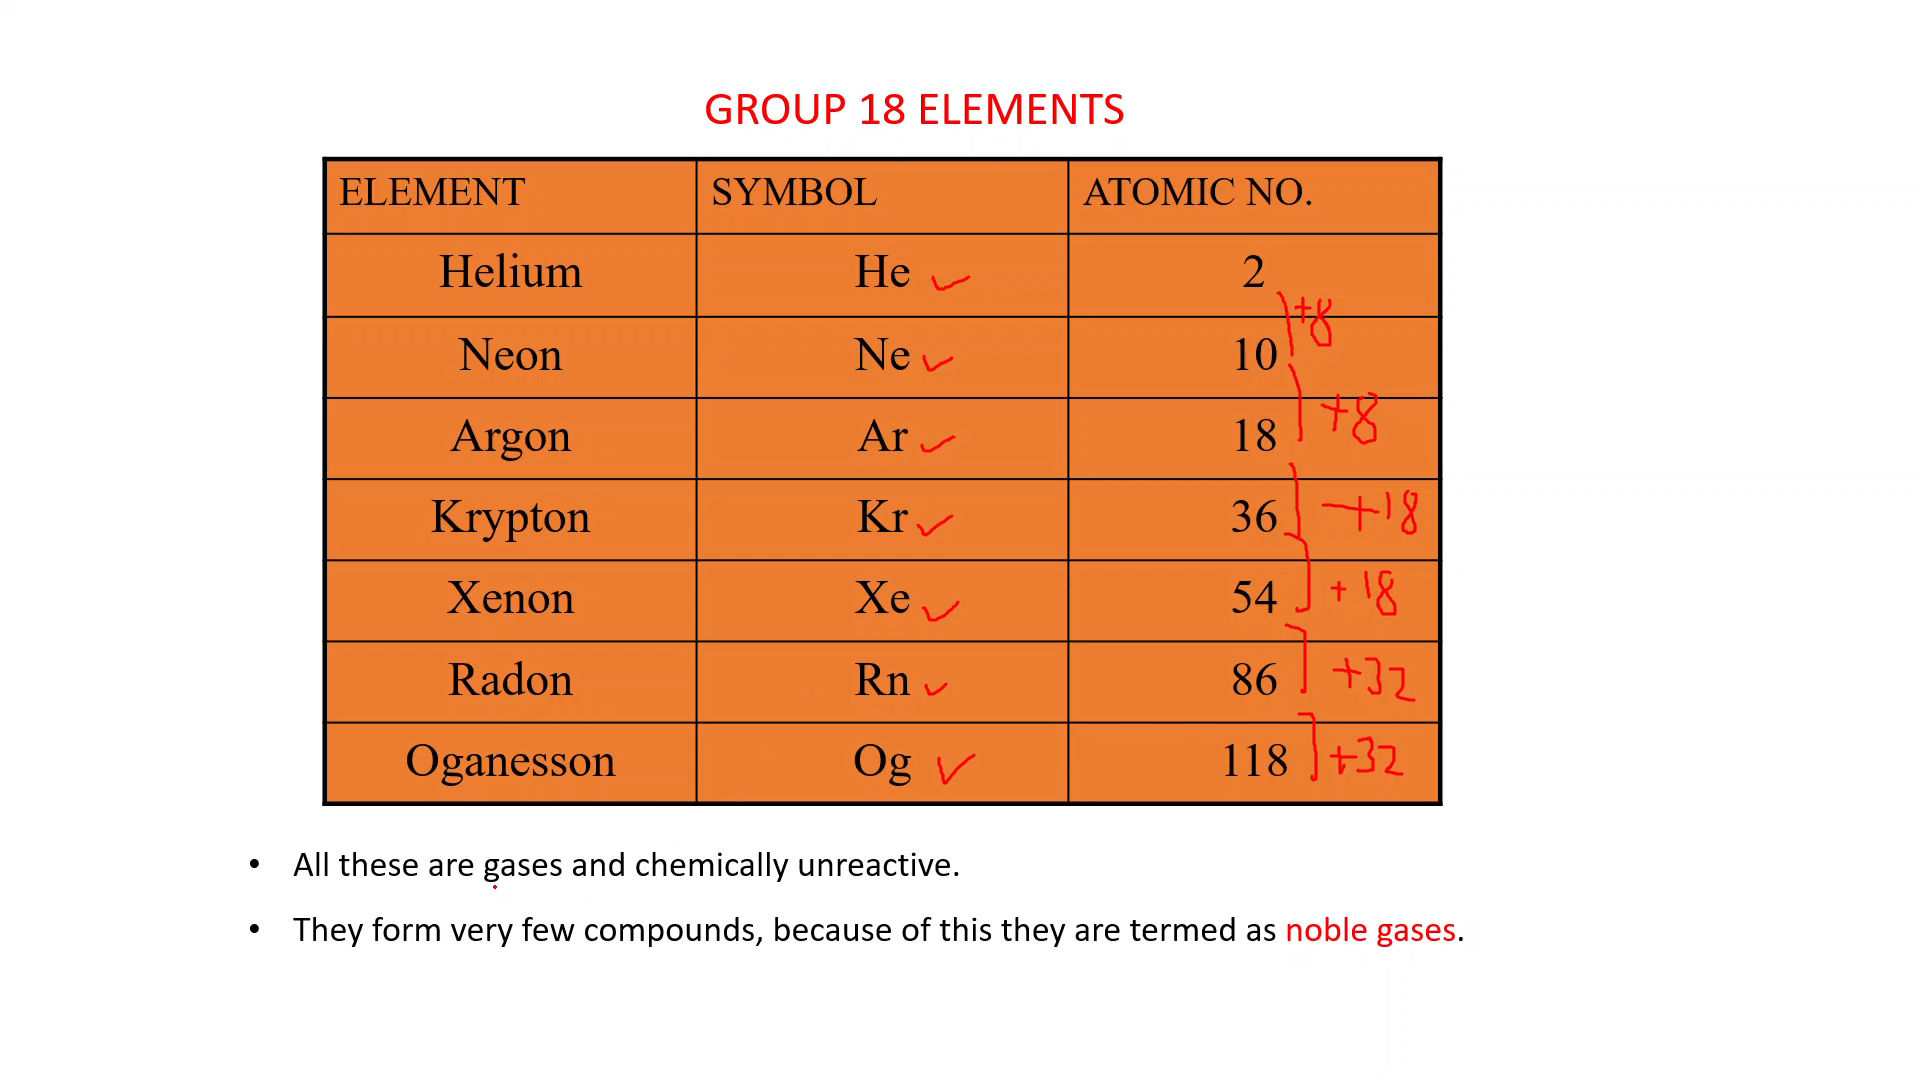 GROUP 18 ELEMENTS
ELEMENT SYMBOL ATOMIC NO.
Helium He 2
+8
Neon Ne 10
+8
Argon Ar 18
Krypton Kr 36 +18
Xenon Xe 54 +18
Radon Rn 86 +32
Oganesson Og 118 +32
• All these are gases and chemically unreactive.
• They form very few compounds, because of this they are termed as noble gases.